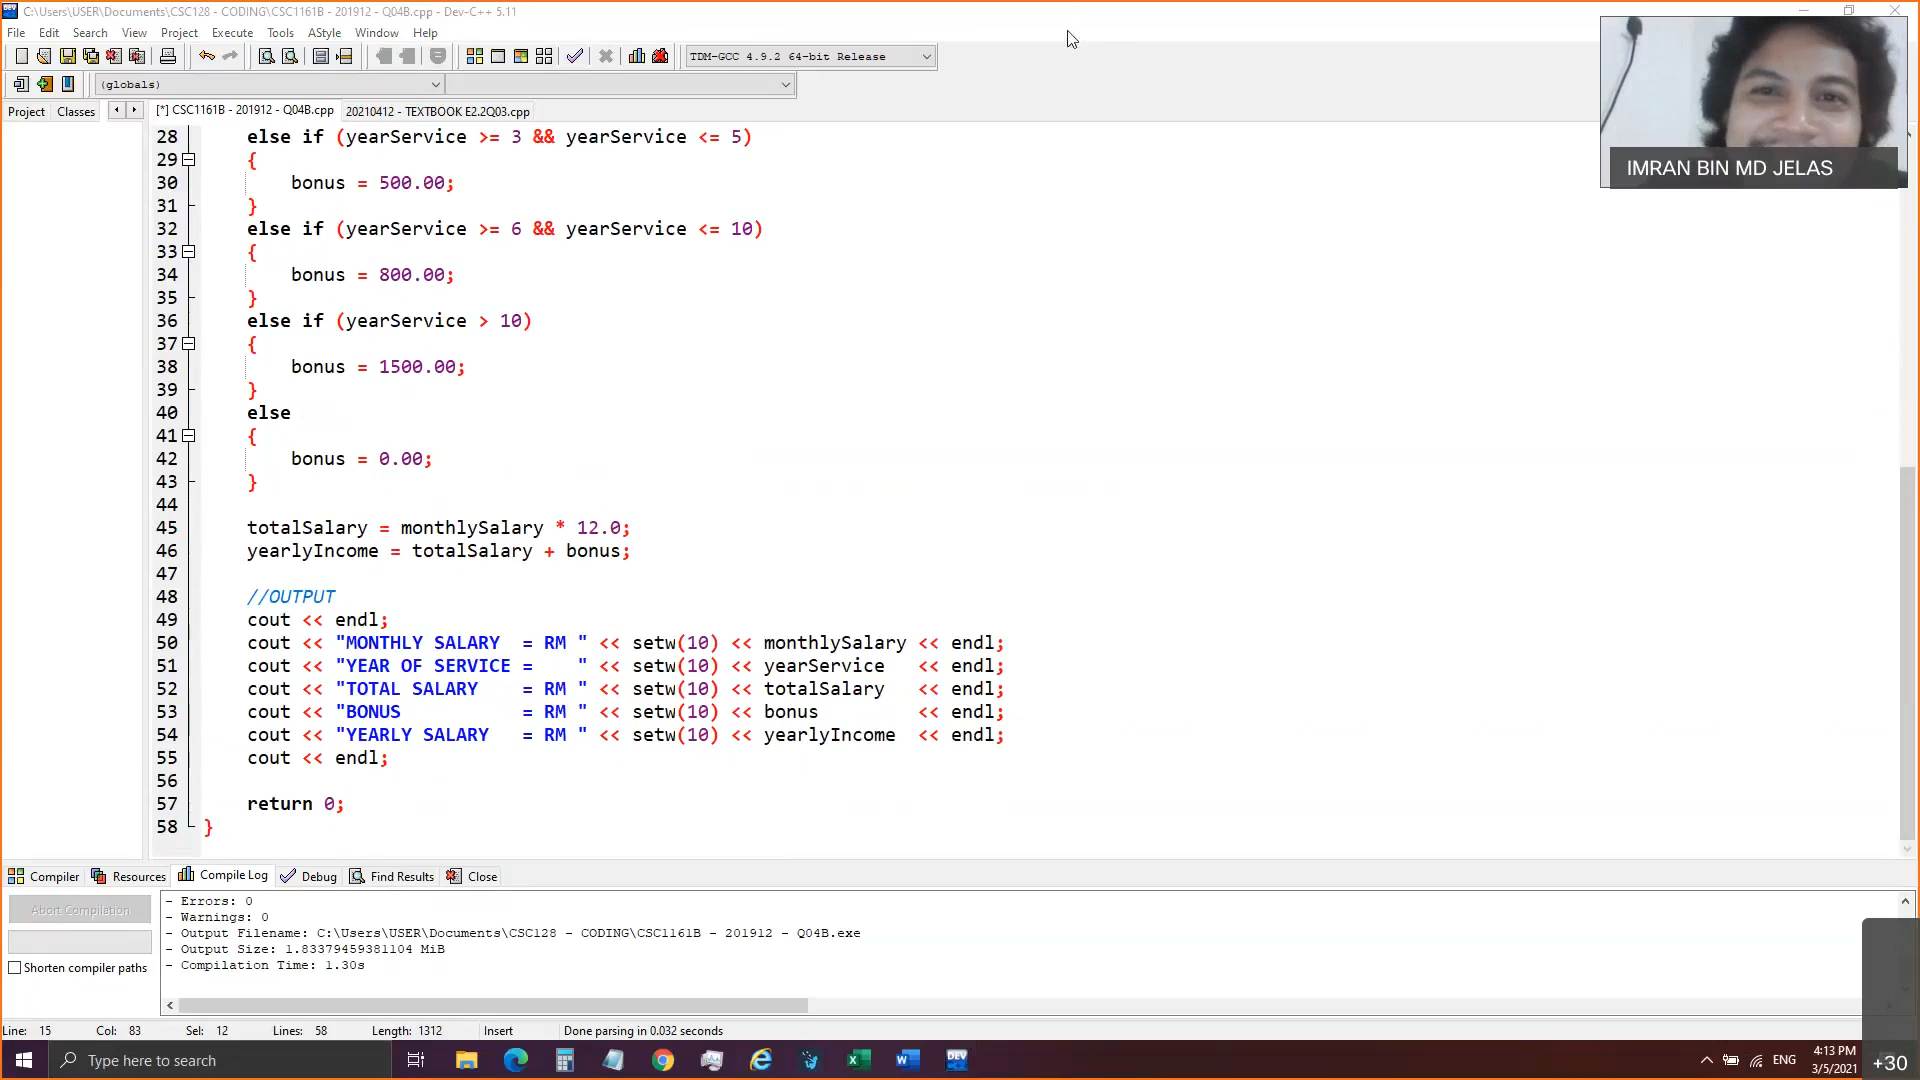 C:\Users\USER\Documents\CSC128 - CODING\CSC1161B - 201912 - Q04B.cpp - Dev-C++ 5.11
File Edit Search View Project Execute Tools AStyle Window Help
TDM-GCC 4.9.2 64-bit Release
(globals)
Project Classes [*] CSC1161B - 201912 - Q04B.cpp 20210412 - TEXTBOOK E2.2Q03.cpp
28 else if (yearService >= 3 && yearService <= 5)
29 {
30 bonus = 500.00;
31 }
32 else if (yearService >= 6 && yearService <= 10)
33 {
34 bonus = 800.00;
35 }
36 else if (yearService > 10)
37 {
38 bonus = 1500.00;
39 }
40 else
41 {
42 bonus = 0.00;
43 }
44
45 totalSalary = monthlySalary * 12.0;
46 yearlyIncome = totalSalary + bonus;
47
48 //OUTPUT
49 cout << endl;
50 cout << "MONTHLY SALARY  = RM " << setw(10) << monthlySalary << endl;
51 cout << "YEAR OF SERVICE =    " << setw(10) << yearService   << endl;
52 cout << "TOTAL SALARY    = RM " << setw(10) << totalSalary   << endl;
53 cout << "BONUS           = RM " << setw(10) << bonus         << endl;
54 cout << "YEARLY SALARY   = RM " << setw(10) << yearlyIncome  << endl;
55 cout << endl;
56
57 return 0;
58 }
IMRAN BIN MD JELAS
Compiler Resources Compile Log Debug Find Results Close
Abort Compilation
Shorten compiler paths
- Errors: 0
- Warnings: 0
- Output Filename: C:\Users\USER\Documents\CSC128 - CODING\CSC1161B - 201912 - Q04B.exe
- Output Size: 1.83379459381104 MiB
- Compilation Time: 1.30s
Line: 15 Col: 83 Sel: 12 Lines: 58 Length: 1312 Insert Done parsing in 0.032 seconds
Type here to search
DEV
ENG
4:13 PM
3/5/2021
+30